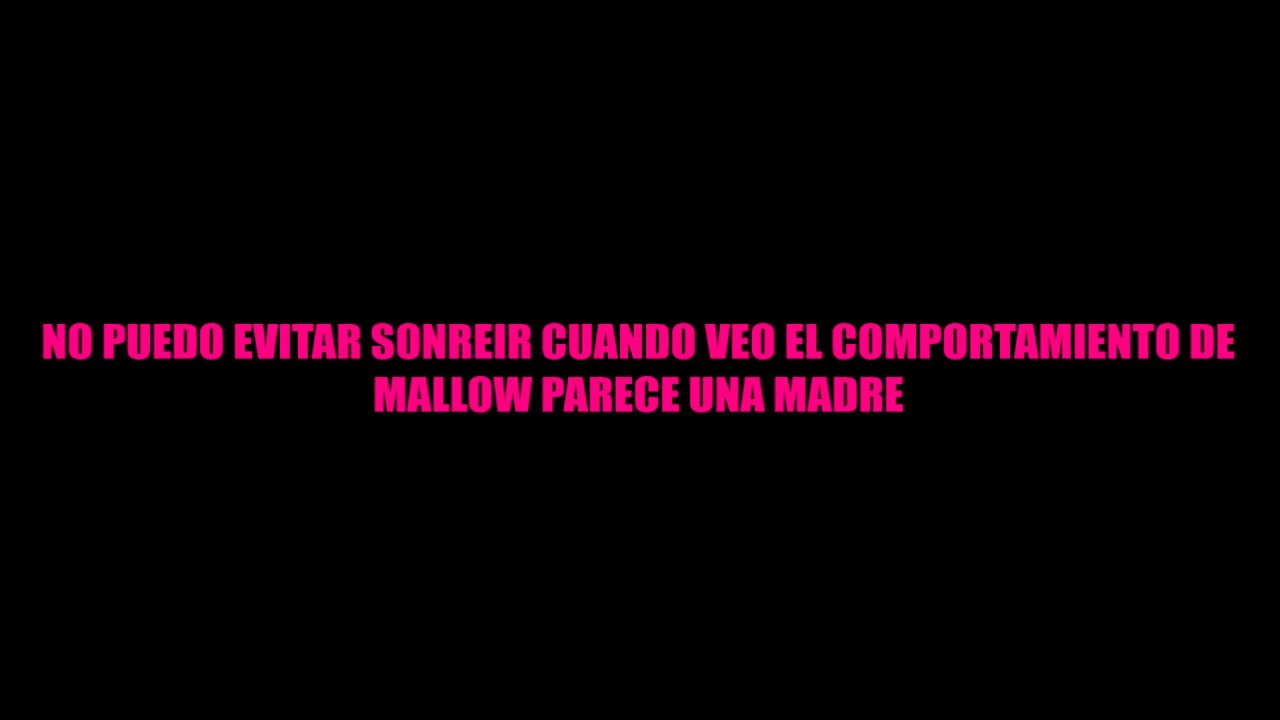 NO PUEDO EVITAR SONREIR CUANDO VEO EL COMPORTAMIENTO DE
MALLOW PARECE UNA MADRE